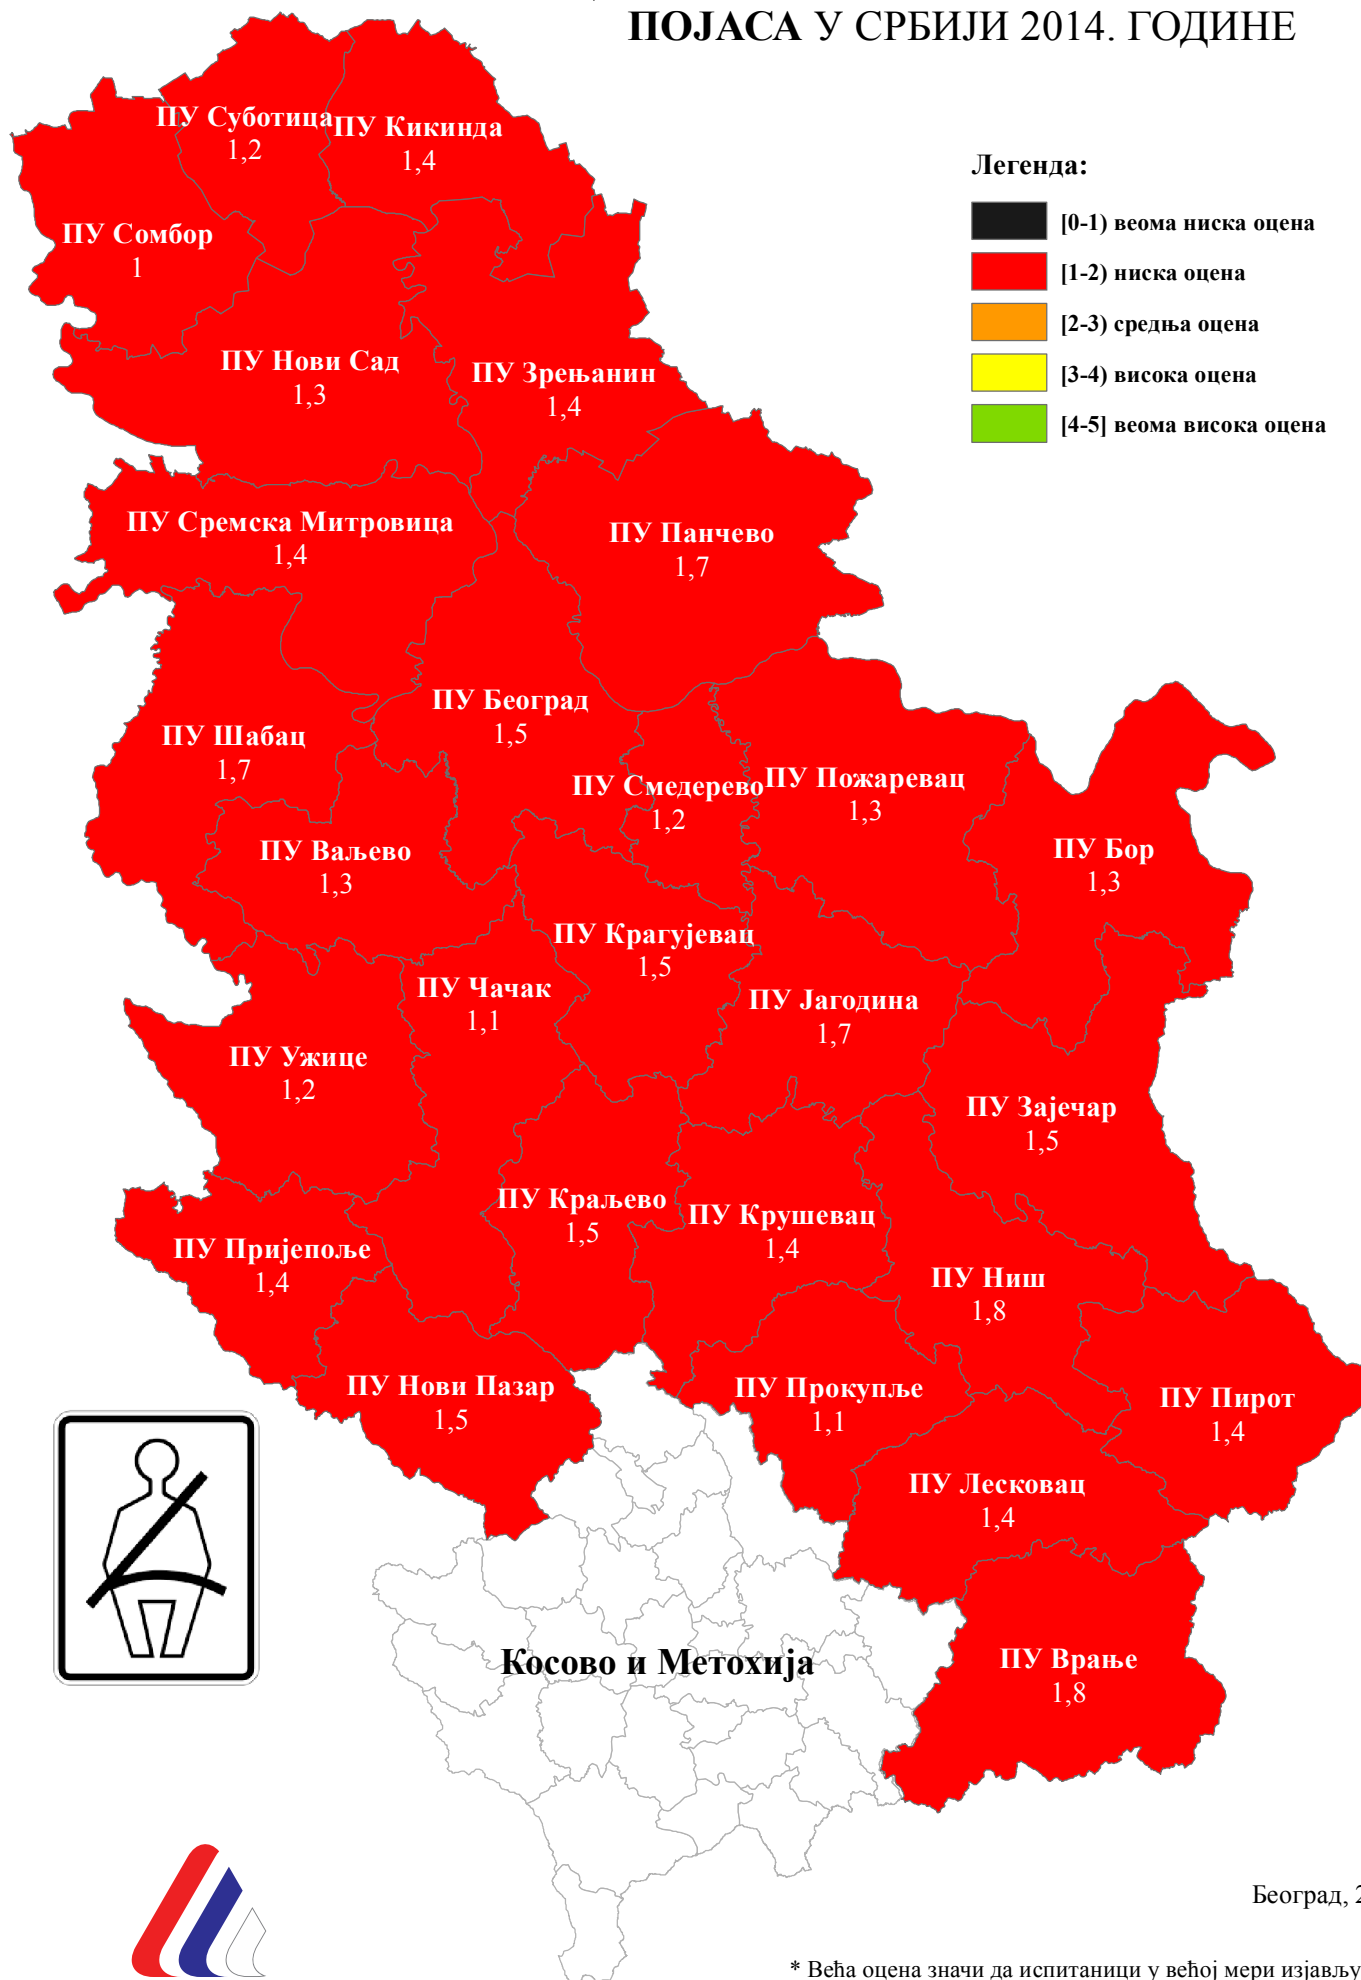 ПОЈАСА У СРБИЈИ 2014. ГОДИНЕ
Легенда:
[0-1) веома ниска оцена
[1-2) ниска оцена
[2-3) средња оцена
[3-4) висока оцена
[4-5] веома висока оцена
ПУ Суботица
1,2
ПУ Кикинда
1,4
ПУ Сомбор
1
ПУ Нови Сад
1,3
ПУ Зрењанин
1,4
ПУ Сремска Митровица
1,4
ПУ Панчево
1,7
ПУ Београд
1,5
ПУ Шабац
1,7
ПУ Смедерево
1,2
ПУ Пожаревац
1,3
ПУ Ваљево
1,3
ПУ Бор
1,3
ПУ Крагујевац
1,5
ПУ Чачак
1,1
ПУ Јагодина
1,7
ПУ Ужице
1,2
ПУ Зајечар
1,5
ПУ Краљево
1,5
ПУ Крушевац
1,4
ПУ Пријепоље
1,4
ПУ Ниш
1,8
ПУ Нови Пазар
1,5
ПУ Прокупље
1,1
ПУ Пирот
1,4
ПУ Лесковац
1,4
Косово и Метохија
ПУ Врање
1,8
Београд, 2
* Већа оцена значи да испитаници у већој мери изјављу